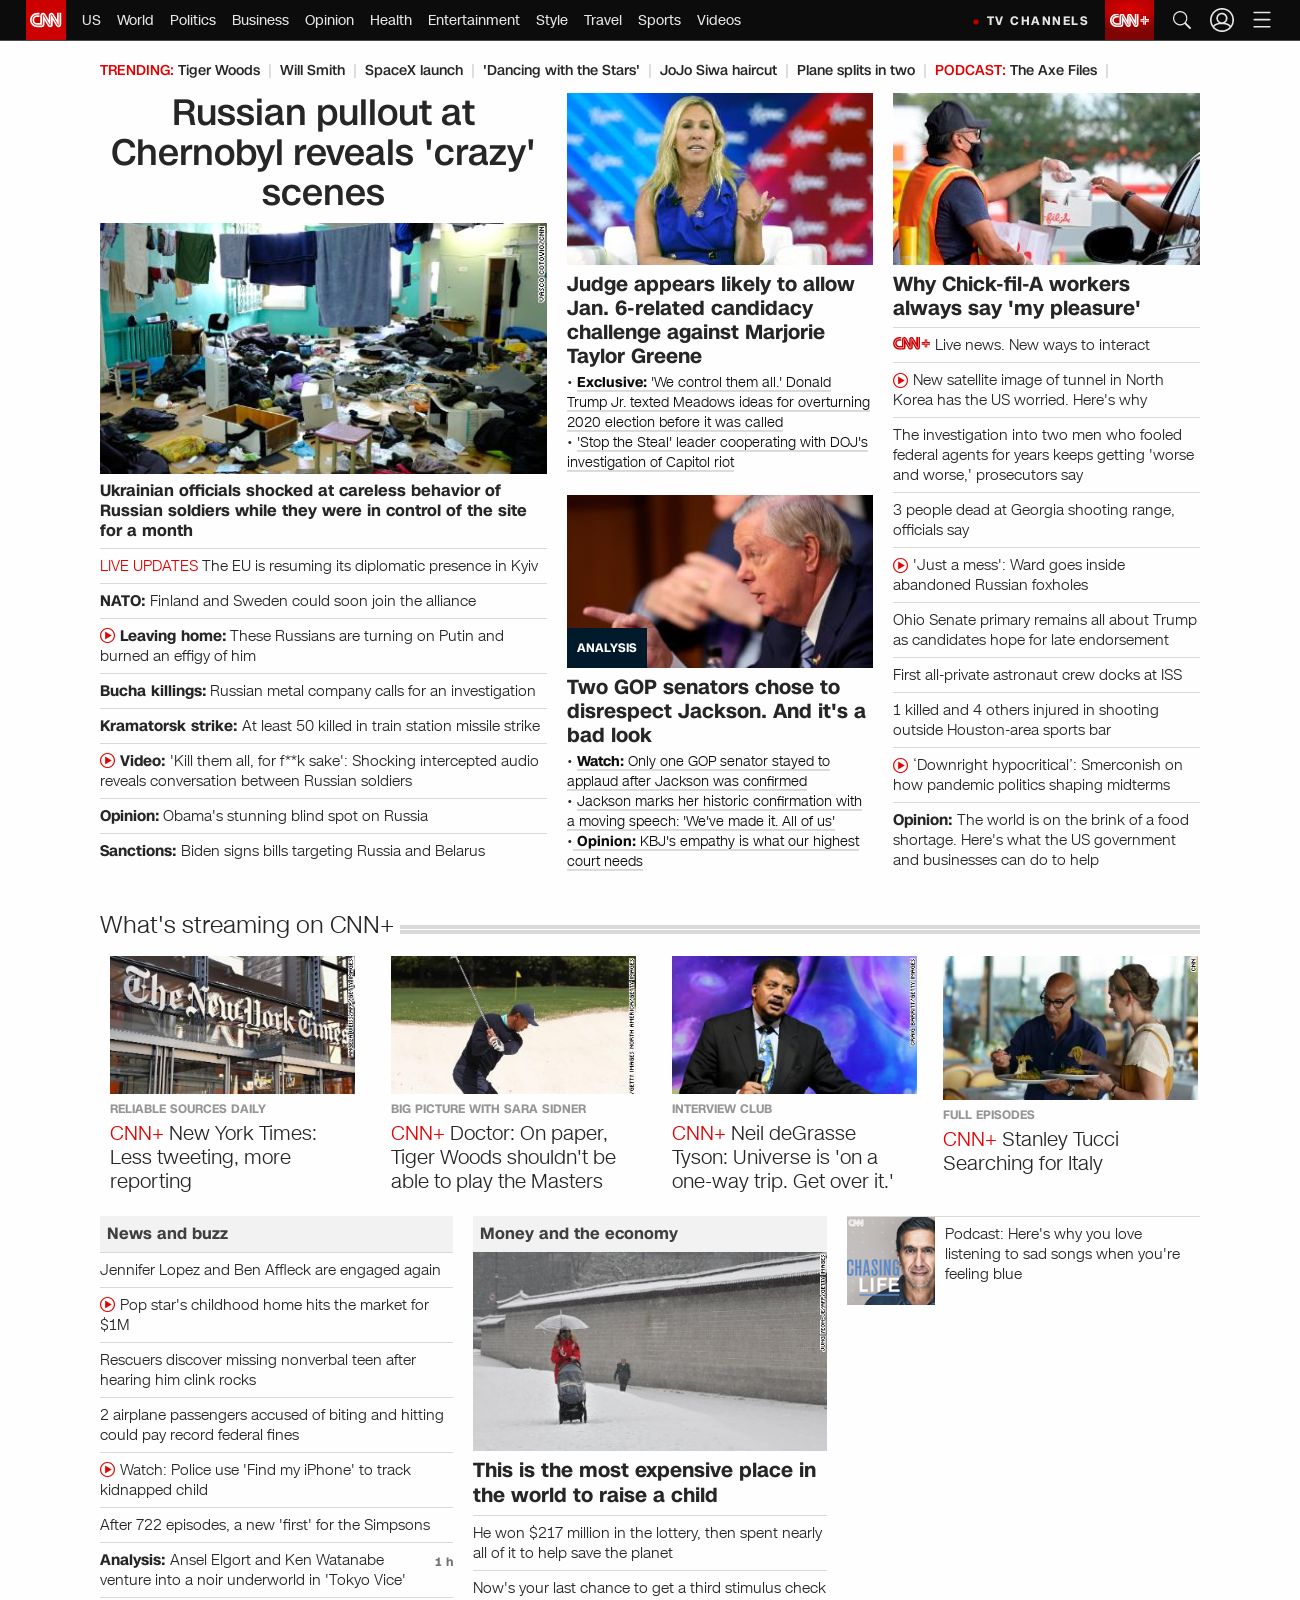 CNN US World Politics Business Opinion Health Entertainment Style Travel Sports Videos TV CHANNELS CNN+
TRENDING: Tiger Woods Will Smith SpaceX launch 'Dancing with the Stars' JoJo Siwa haircut Plane splits in two PODCAST: The Axe Files
Russian pullout at
Chernobyl reveals 'crazy'
scenes
VASCO COTOVIO/CNN
Ukrainian officials shocked at careless behavior of
Russian soldiers while they were in control of the site
for a month
LIVE UPDATES The EU is resuming its diplomatic presence in Kyiv
NATO: Finland and Sweden could soon join the alliance
Leaving home: These Russians are turning on Putin and
burned an effigy of him
Bucha killings: Russian metal company calls for an investigation
Kramatorsk strike: At least 50 killed in train station missile strike
Video: 'Kill them all, for f**k sake': Shocking intercepted audio
reveals conversation between Russian soldiers
Opinion: Obama's stunning blind spot on Russia
Sanctions: Biden signs bills targeting Russia and Belarus
Judge appears likely to allow
Jan. 6-related candidacy
challenge against Marjorie
Taylor Greene
• Exclusive: 'We control them all.' Donald
Trump Jr. texted Meadows ideas for overturning
2020 election before it was called
• 'Stop the Steal' leader cooperating with DOJ's
investigation of Capitol riot
ANALYSIS
Two GOP senators chose to
disrespect Jackson. And it's a
bad look
• Watch: Only one GOP senator stayed to
applaud after Jackson was confirmed
• Jackson marks her historic confirmation with
a moving speech: 'We've made it. All of us'
• Opinion: KBJ's empathy is what our highest
court needs
Why Chick-fil-A workers
always say 'my pleasure'
CNN+ Live news. New ways to interact
New satellite image of tunnel in North
Korea has the US worried. Here's why
The investigation into two men who fooled
federal agents for years keeps getting 'worse
and worse,' prosecutors say
3 people dead at Georgia shooting range,
officials say
'Just a mess': Ward goes inside
abandoned Russian foxholes
Ohio Senate primary remains all about Trump
as candidates hope for late endorsement
First all-private astronaut crew docks at ISS
1 killed and 4 others injured in shooting
outside Houston-area sports bar
‘Downright hypocritical’: Smerconish on
how pandemic politics shaping midterms
Opinion: The world is on the brink of a food
shortage. Here's what the US government
and businesses can do to help
What's streaming on CNN+
The New York Times
RELIABLE SOURCES DAILY
CNN+ New York Times:
Less tweeting, more
reporting
BIG PICTURE WITH SARA SIDNER
CNN+ Doctor: On paper,
Tiger Woods shouldn't be
able to play the Masters
INTERVIEW CLUB
CNN+ Neil deGrasse
Tyson: Universe is 'on a
one-way trip. Get over it.'
CNN
FULL EPISODES
CNN+ Stanley Tucci
Searching for Italy
News and buzz
Jennifer Lopez and Ben Affleck are engaged again
Pop star's childhood home hits the market for
$1M
Rescuers discover missing nonverbal teen after
hearing him clink rocks
2 airplane passengers accused of biting and hitting
could pay record federal fines
Watch: Police use 'Find my iPhone' to track
kidnapped child
After 722 episodes, a new 'first' for the Simpsons
Analysis: Ansel Elgort and Ken Watanabe
venture into a noir underworld in 'Tokyo Vice'
1 h
Money and the economy
This is the most expensive place in
the world to raise a child
He won $217 million in the lottery, then spent nearly
all of it to help save the planet
Now's your last chance to get a third stimulus check
CNN
CHASING
LIFE
Podcast: Here's why you love
listening to sad songs when you're
feeling blue